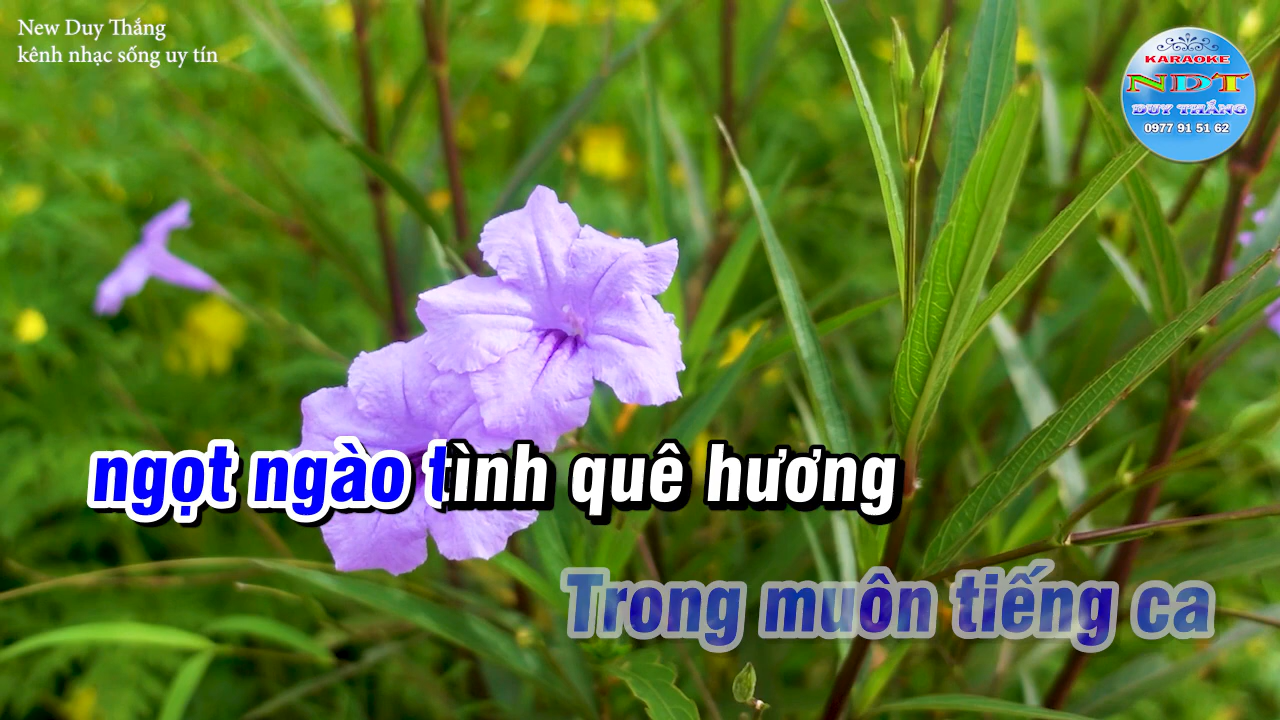 New Duy Thắng
kênh nhạc sống uy tín
KARAOKE
NDT
DUY THẮNG
0977 91 51 62
ngọt ngào tình quê hương
Trong muôn tiếng ca